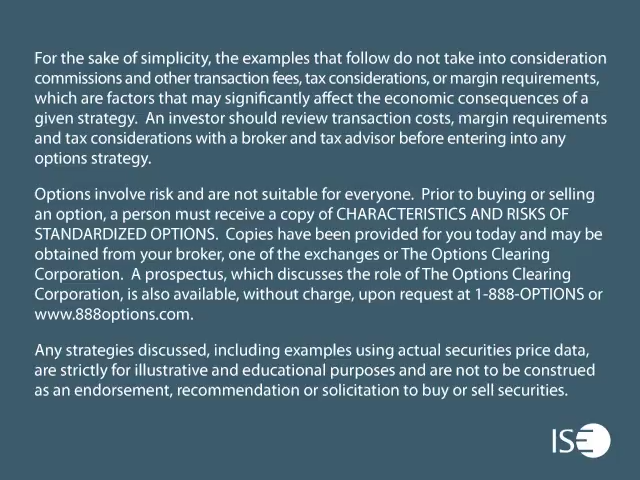 For the sake of simplicity, the examples that follow do not take into consideration
commissions and other transaction fees, tax considerations, or margin requirements,
which are factors that may significantly affect the economic consequences of a
given strategy.  An investor should review transaction costs, margin requirements
and tax considerations with a broker and tax advisor before entering into any
options strategy.
Options involve risk and are not suitable for everyone.  Prior to buying or selling
an option, a person must receive a copy of CHARACTERISTICS AND RISKS OF
STANDARDIZED OPTIONS.  Copies have been provided for you today and may be
obtained from your broker, one of the exchanges or The Options Clearing
Corporation.  A prospectus, which discusses the role of The Options Clearing
Corporation, is also available, without charge, upon request at 1-888-OPTIONS or
www.888options.com.
Any strategies discussed, including examples using actual securities price data,
are strictly for illustrative and educational purposes and are not to be construed
as an endorsement, recommendation or solicitation to buy or sell securities.
ISE